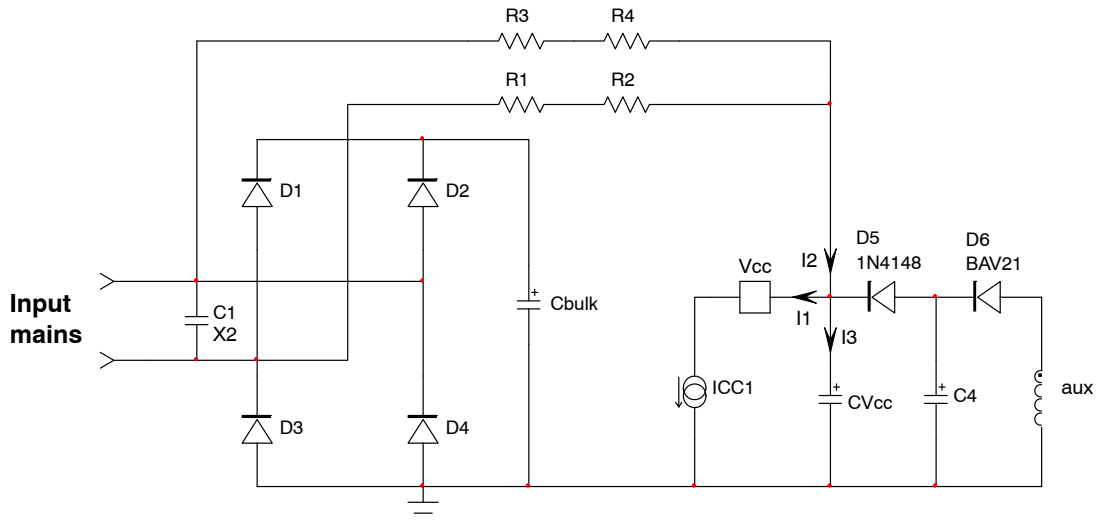 R3 R4
R1 R2
D1 D2
D5 D6
1N4148 BAV21
Vcc I2
Input
mains
C1
X2
+
Cbulk
I1
I3
ICC1
+
CVcc
+
C4
aux
D3 D4